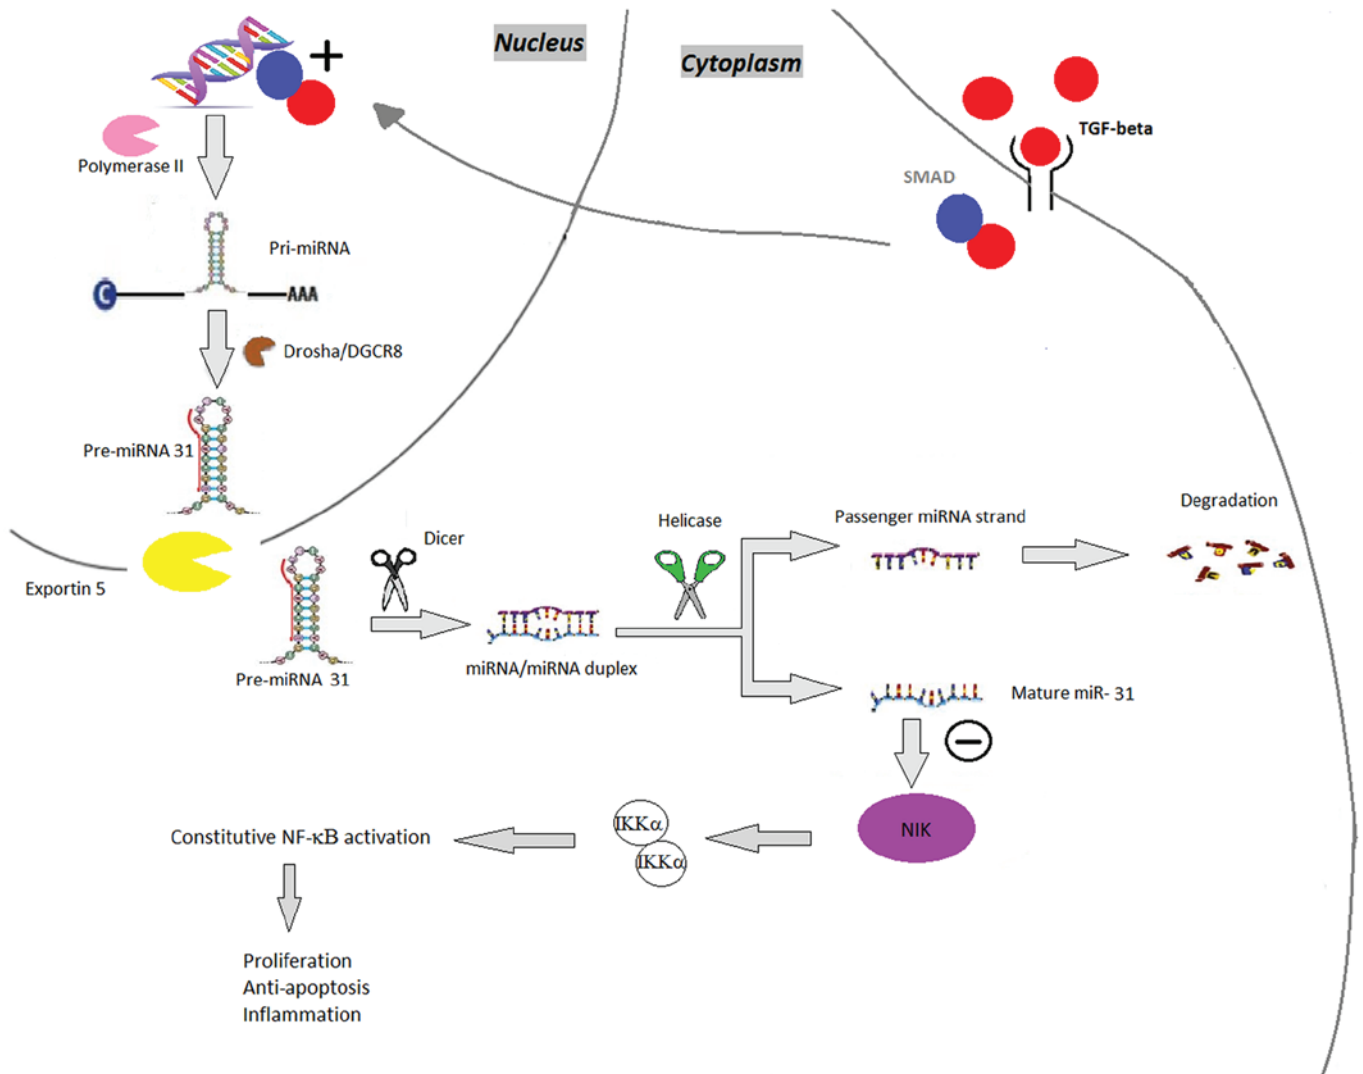 Nucleus
Cytoplasm
+
TGF-beta
Polymerase II
SMAD
Pri-miRNA
C
AAA
Drosha/DGCR8
Pre-miRNA 31
Exportin 5
Pre-miRNA 31
Dicer
miRNA/miRNA duplex
Helicase
Passenger miRNA strand
Degradation
Mature miR- 31
−
NIK
IKKα
IKKα
Constitutive NF-κB activation
Proliferation
Anti-apoptosis
Inflammation